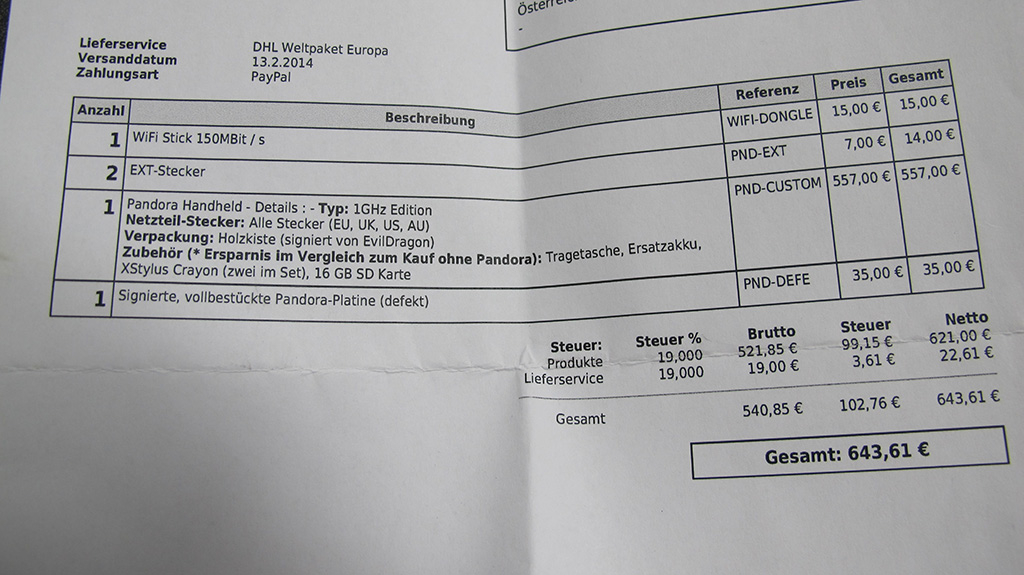 Österrei
-
Lieferservice DHL Weltpaket Europa
Versanddatum 13.2.2014
Zahlungsart PayPal
Anzahl Beschreibung Referenz Preis Gesamt
1 WiFi Stick 150MBit / s WIFI-DONGLE 15,00 € 15,00 €
2 EXT-Stecker PND-EXT 7,00 € 14,00 €
1 Pandora Handheld - Details : - Typ: 1GHz Edition PND-CUSTOM 557,00 € 557,00 €
Netzteil-Stecker: Alle Stecker (EU, UK, US, AU)
Verpackung: Holzkiste (signiert von EvilDragon)
Zubehör (* Ersparnis im Vergleich zum Kauf ohne Pandora): Tragetasche, Ersatzakku,
XStylus Crayon (zwei im Set), 16 GB SD Karte
1 Signierte, vollbestückte Pandora-Platine (defekt) PND-DEFE 35,00 € 35,00 €
Steuer: Steuer % Brutto Steuer Netto
Produkte 19,000 521,85 € 99,15 € 621,00 €
Lieferservice 19,000 19,00 € 3,61 € 22,61 €
Gesamt 540,85 € 102,76 € 643,61 €
Gesamt: 643,61 €